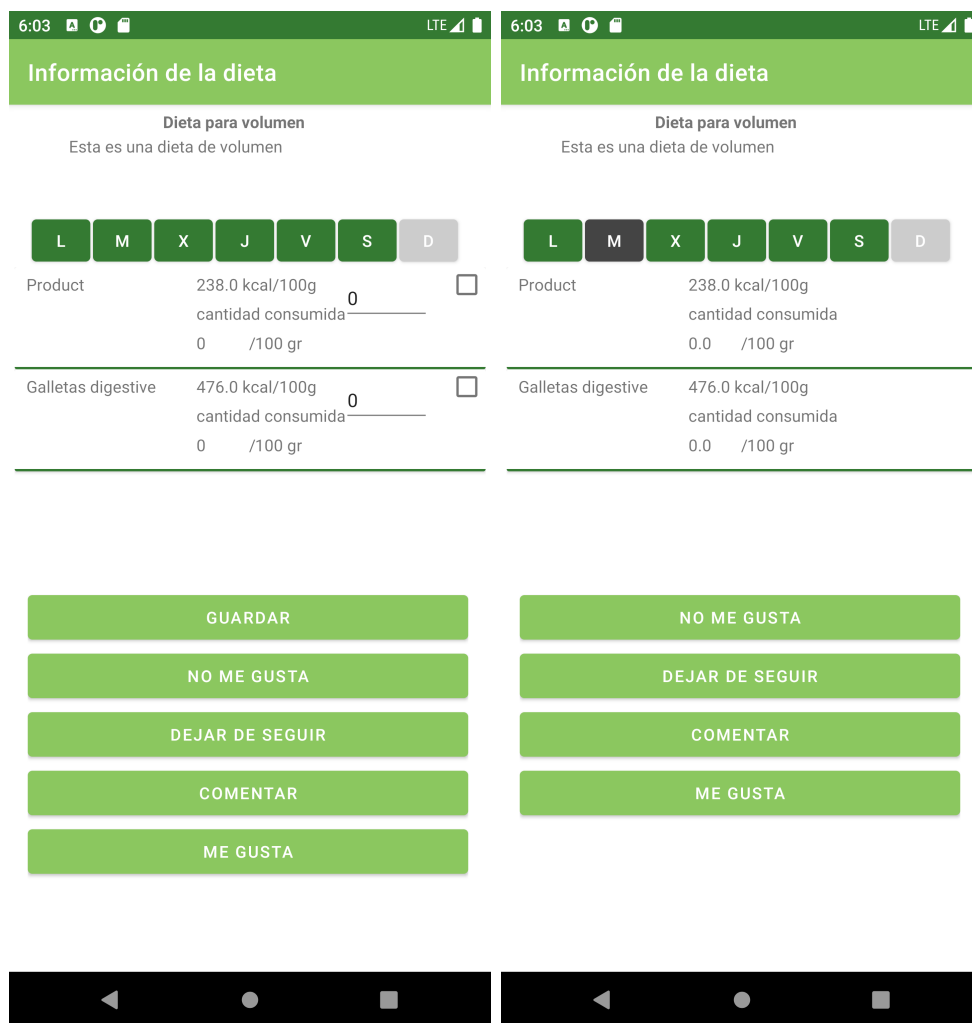 6:03 LTE
Información de la dieta
Dieta para volumen
Esta es una dieta de volumen
L M X J V S D
Product 238.0 kcal/100g
cantidad consumida 0
0 /100 gr
Galletas digestive 476.0 kcal/100g
cantidad consumida 0
0 /100 gr
GUARDAR
NO ME GUSTA
DEJAR DE SEGUIR
COMENTAR
ME GUSTA
6:03 LTE
Información de la dieta
Dieta para volumen
Esta es una dieta de volumen
L M X J V S D
Product 238.0 kcal/100g
cantidad consumida
0.0 /100 gr
Galletas digestive 476.0 kcal/100g
cantidad consumida
0.0 /100 gr
NO ME GUSTA
DEJAR DE SEGUIR
COMENTAR
ME GUSTA